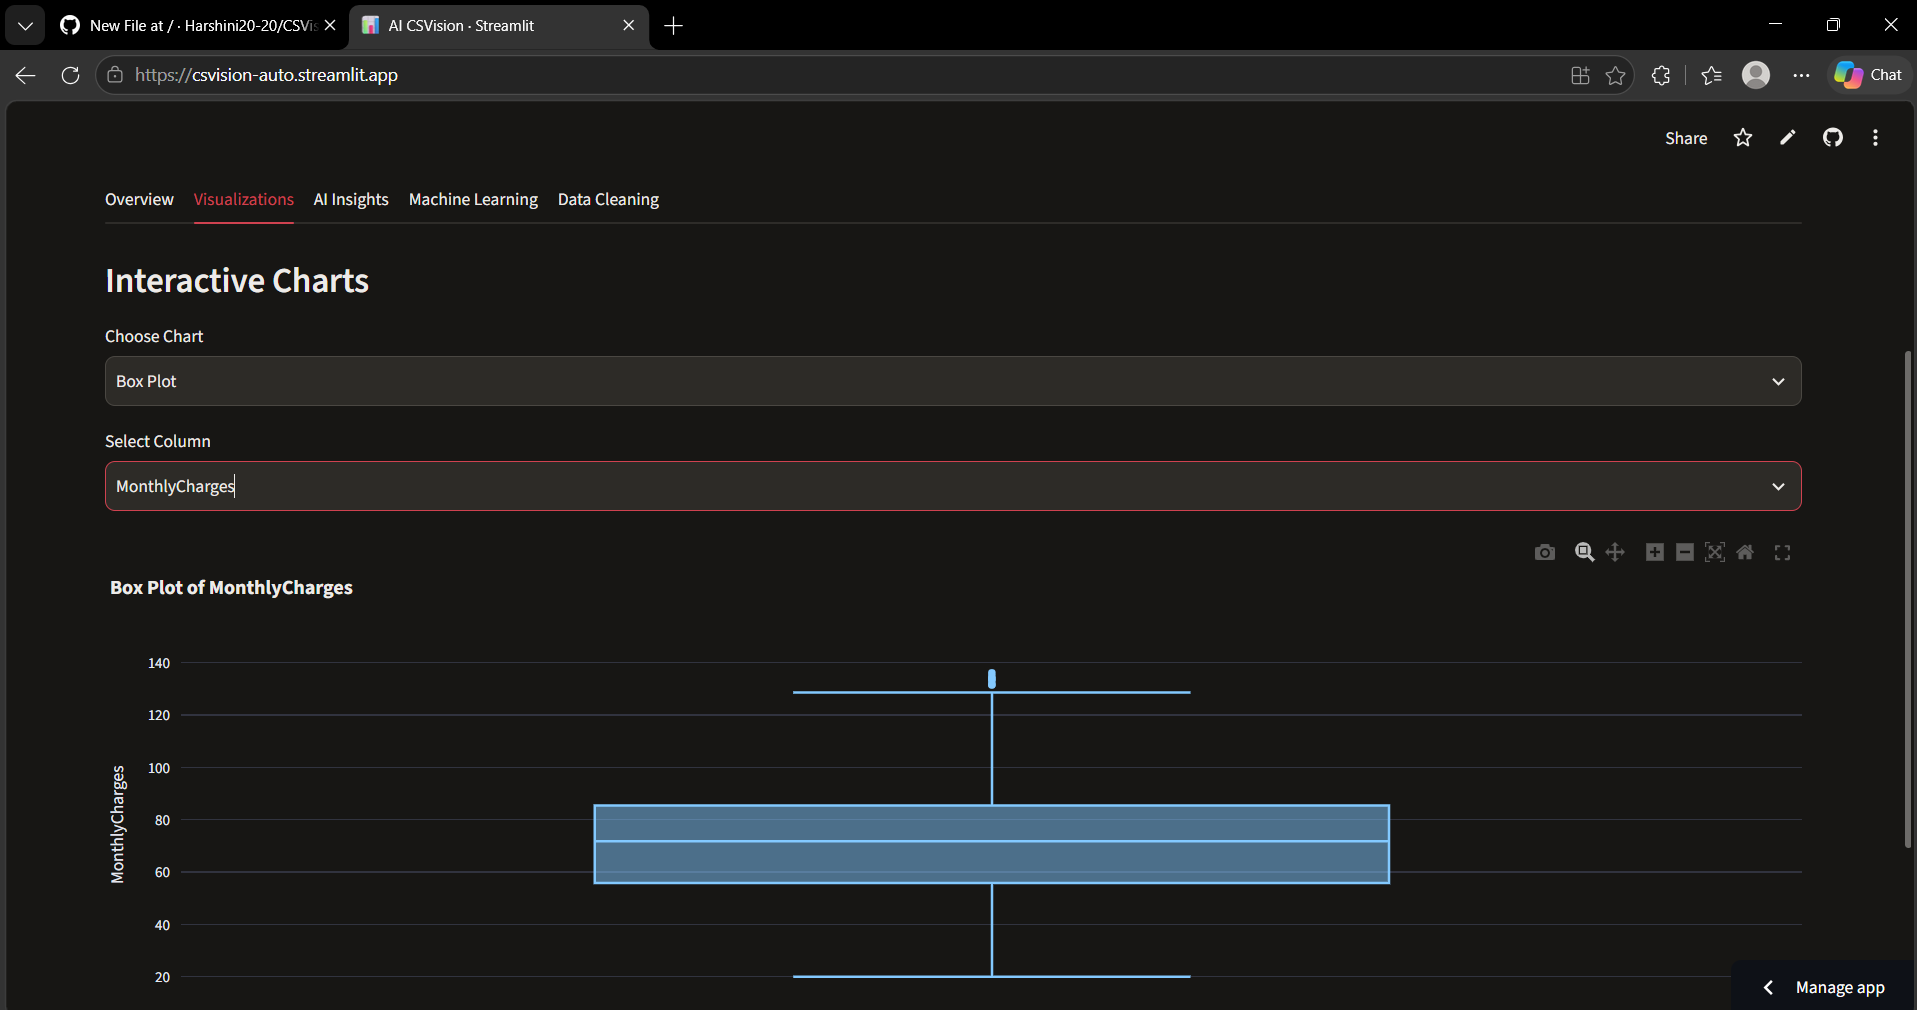 New File at / · Harshini20-20/CSVis
AI CSVision · Streamlit
https://csvision-auto.streamlit.app
Chat
Share
Overview Visualizations AI Insights Machine Learning Data Cleaning
Interactive Charts
Choose Chart
Box Plot
Select Column
MonthlyCharges
Box Plot of MonthlyCharges
140
120
100
80
60
40
20
MonthlyCharges
Manage app